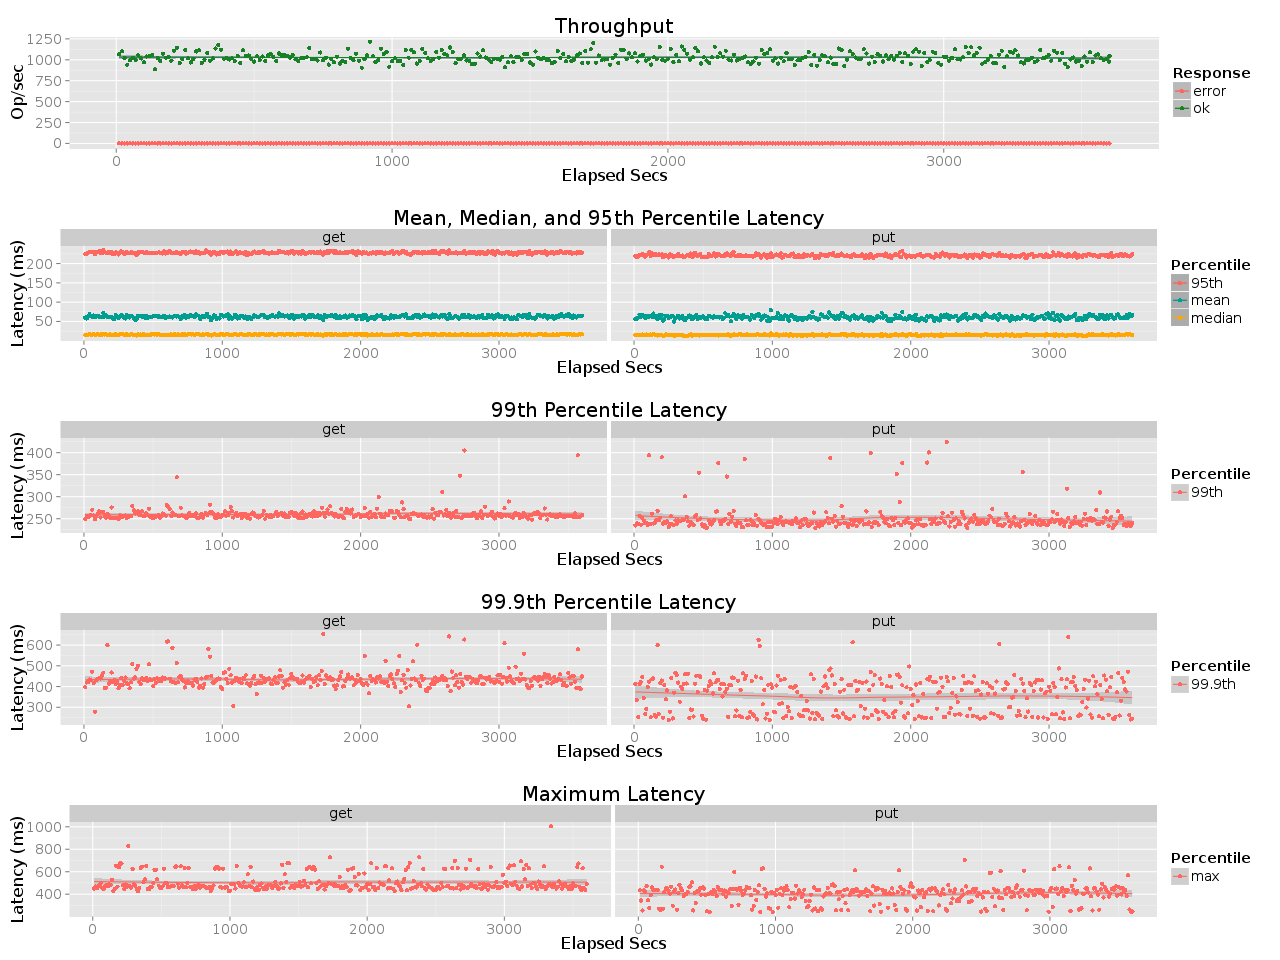 Throughput
Op/sec
1250
1000
750
500
250
0
0 1000 2000 3000
Elapsed Secs
Response
error
ok
Mean, Median, and 95th Percentile Latency
get put
Latency (ms)
200
150
100
50
0 1000 2000 3000 0 1000 2000 3000
Elapsed Secs
Percentile
95th
mean
median
99th Percentile Latency
get put
Latency (ms)
400
350
300
250
0 1000 2000 3000 0 1000 2000 3000
Elapsed Secs
Percentile
99th
99.9th Percentile Latency
get put
Latency (ms)
600
500
400
300
0 1000 2000 3000 0 1000 2000 3000
Elapsed Secs
Percentile
99.9th
Maximum Latency
get put
Latency (ms)
1000
800
600
400
0 1000 2000 3000 0 1000 2000 3000
Elapsed Secs
Percentile
max